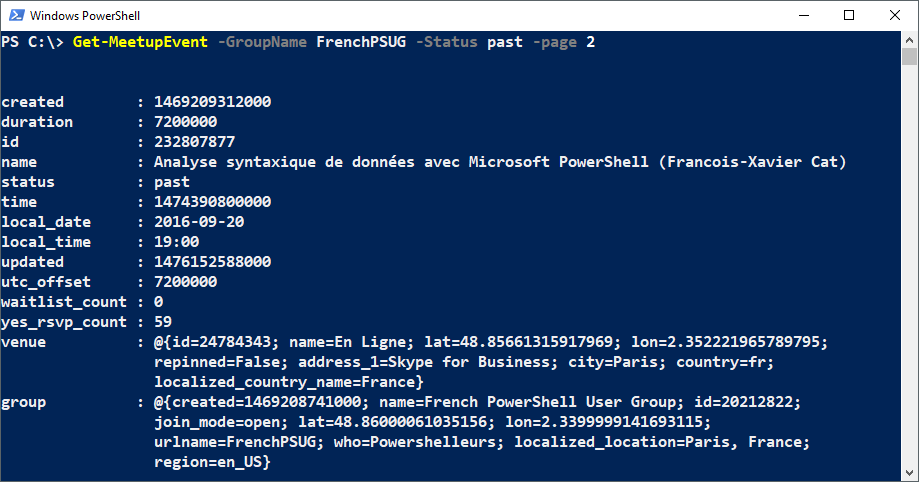 Windows PowerShell
PS C:\> Get-MeetupEvent -GroupName FrenchPSUG -Status past -page 2
created : 1469209312000
duration : 7200000
id : 232807877
name : Analyse syntaxique de données avec Microsoft PowerShell (Francois-Xavier Cat)
status : past
time : 1474390800000
local_date : 2016-09-20
local_time : 19:00
updated : 1476152588000
utc_offset : 7200000
waitlist_count : 0
yes_rsvp_count : 59
venue : @{id=24784343; name=En Ligne; lat=48.85661315917969; lon=2.352221965789795;
repinned=False; address_1=Skype for Business; city=Paris; country=fr;
localized_country_name=France}
group : @{created=1469208741000; name=French PowerShell User Group; id=20212822;
join_mode=open; lat=48.86000061035156; lon=2.3399999141693115;
urlname=FrenchPSUG; who=Powershelleurs; localized_location=Paris, France;
region=en_US}